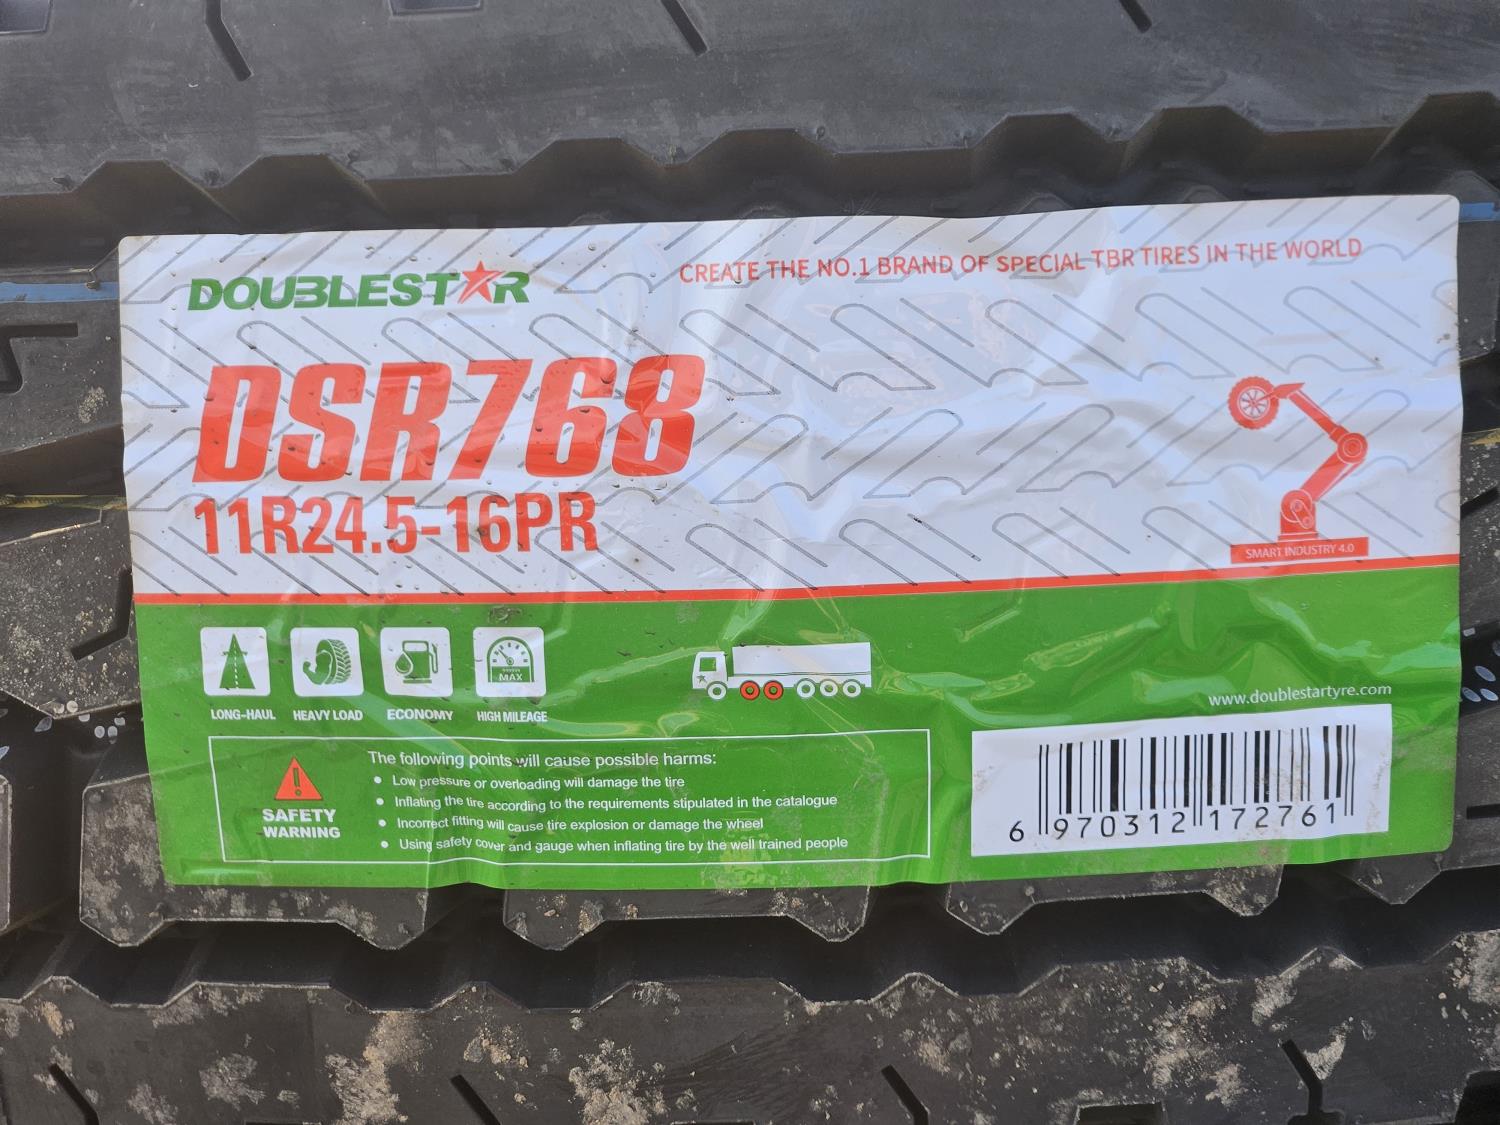 DOUBLESTAR
CREATE THE NO.1 BRAND OF SPECIAL TBR TIRES IN THE WORLD
DSR768
11R24.5-16PR
SMART INDUSTRY 4.0
MAX
LONG-HAUL HEAVY LOAD ECONOMY HIGH MILEAGE
www.doublestartyre.com
SAFETY
WARNING
The following points will cause possible harms:
• Low pressure or overloading will damage the tire
• Inflating the tire according to the requirements stipulated in the catalogue
• Incorrect fitting will cause tire explosion or damage the wheel
• Using safety cover and gauge when inflating tire by the well trained people
6 970312 172761